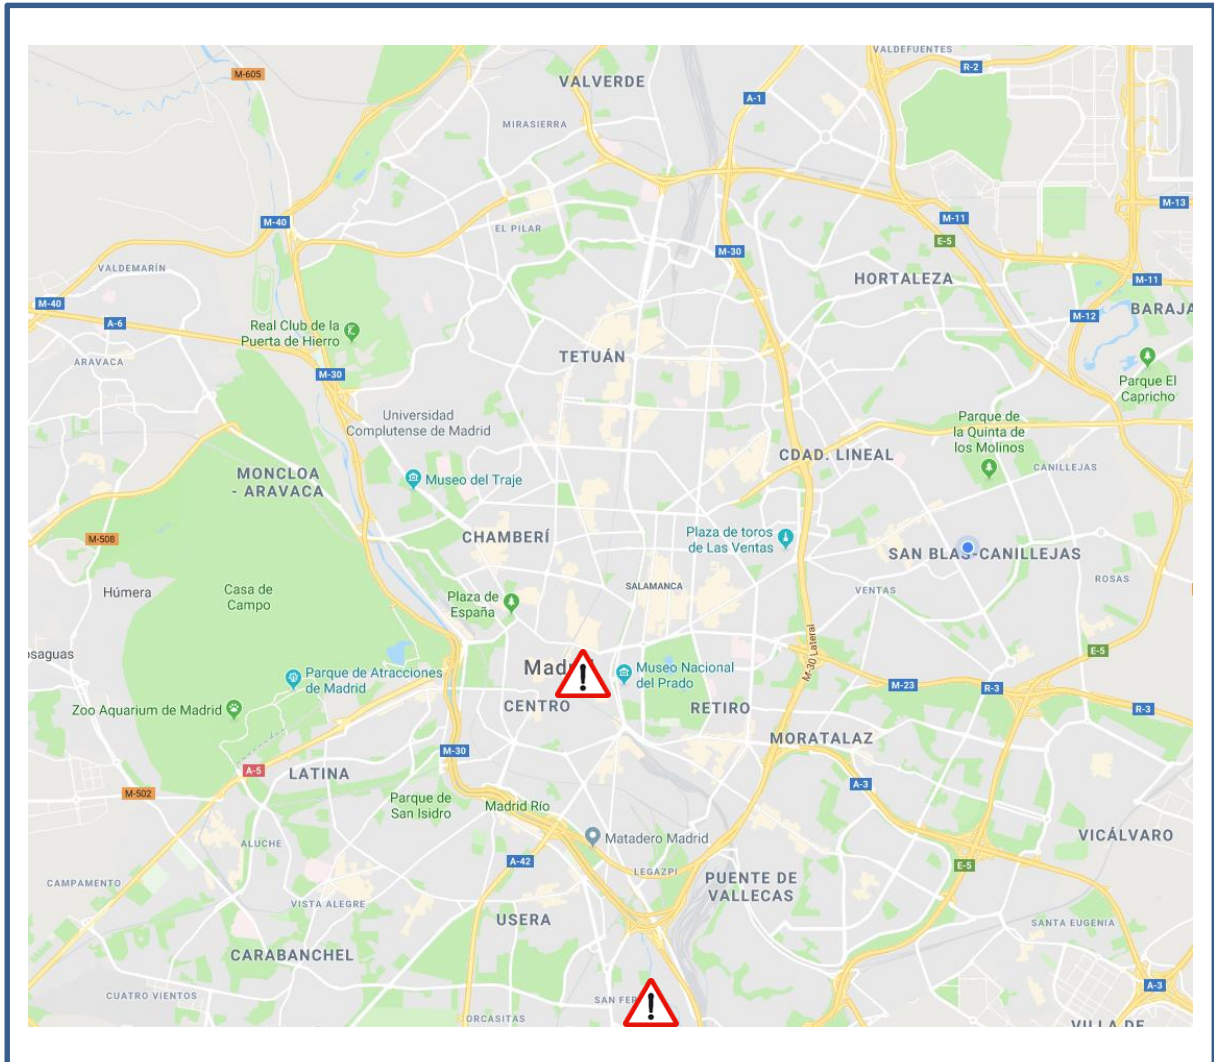 VALDEFUENTES
M-605
R-2
VALVERDE
A-1
MIRASIERRA
M-40
M-13
M-11
EL PILAR
E-5
M-30
VALDEMARÍN
HORTALEZA
M-11
M-40
A-6
M-12
BARAJA
Real Club de la
Puerta de Hierro
TETUÁN
ARAVACA
M-30
Parque El
Capricho
Universidad
Complutense de Madrid
Parque de
la Quinta de
los Molinos
CDAD. LINEAL
CANILLEJAS
MONCLOA
- ARAVACA
Museo del Traje
M-508
CHAMBERÍ
Plaza de toros
de Las Ventas
SAN BLAS-CANILLEJAS
ROSAS
Húmera
Casa de
Campo
SALAMANCA
VENTAS
Plaza de
España
M-30 Lateral
osaguas
E-5
Parque de Atracciones
de Madrid
Museo Nacional
del Prado
M-23
R-3
Zoo Aquarium de Madrid
CENTRO
RETIRO
R-3
MORATALAZ
M-30
A-5
LATINA
A-3
M-502
Parque de
San Isidro
Madrid Río
Matadero Madrid
VICÁLVARO
ALUCHE
A-42
LEGAZPI
E-5
CAMPAMENTO
PUENTE DE
VALLECAS
VISTA ALEGRE
USERA
SANTA EUGENIA
CARABANCHEL
A-3
CUATRO VIENTOS
SAN FE
ORCASITAS
VILLA DE